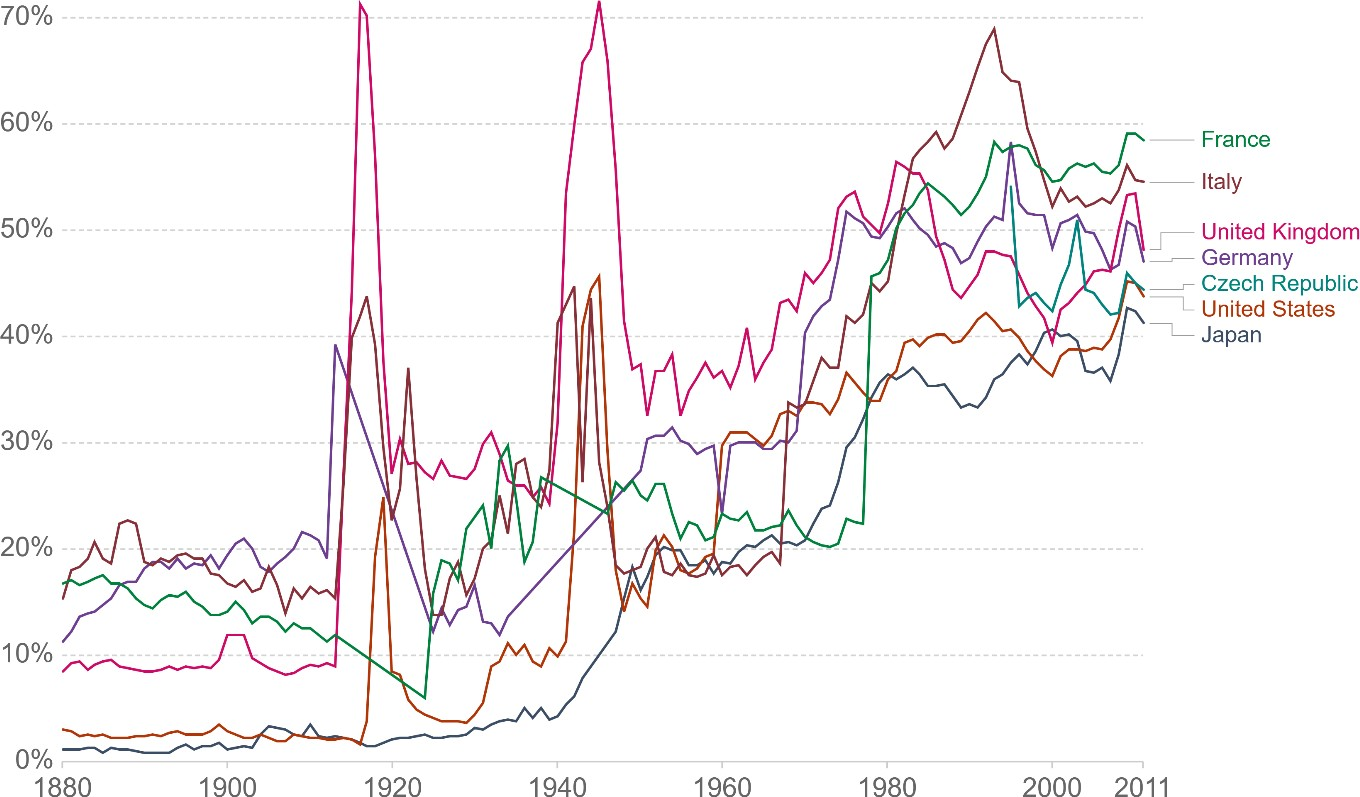 70%
60%
50%
40%
30%
20%
10%
0%
1880 1900 1920 1940 1960 1980 2000 2011
France
Italy
United Kingdom
Germany
Czech Republic
United States
Japan